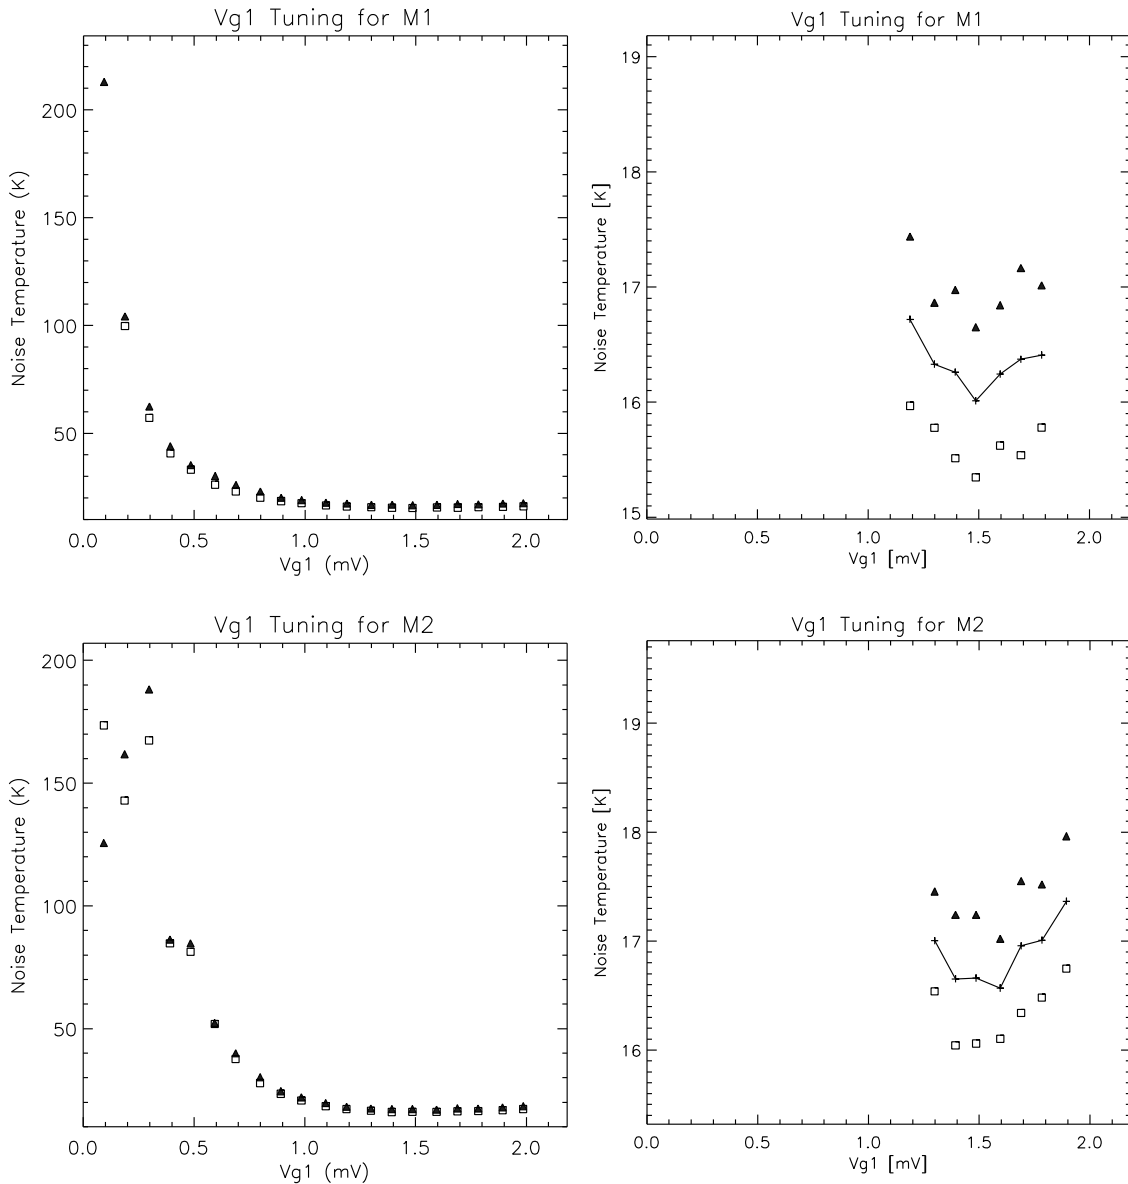 Vg1 Tuning for M1
Noise Temperature (K)
200
150
100
50
0.0 0.5 1.0 1.5 2.0
Vg1 (mV)
Vg1 Tuning for M1
Noise Temperature [K]
19
18
17
16
15
0.0 0.5 1.0 1.5 2.0
Vg1 [mV]
Vg1 Tuning for M2
Noise Temperature (K)
200
150
100
50
0.0 0.5 1.0 1.5 2.0
Vg1 (mV)
Vg1 Tuning for M2
Noise Temperature [K]
19
18
17
16
0.0 0.5 1.0 1.5 2.0
Vg1 [mV]